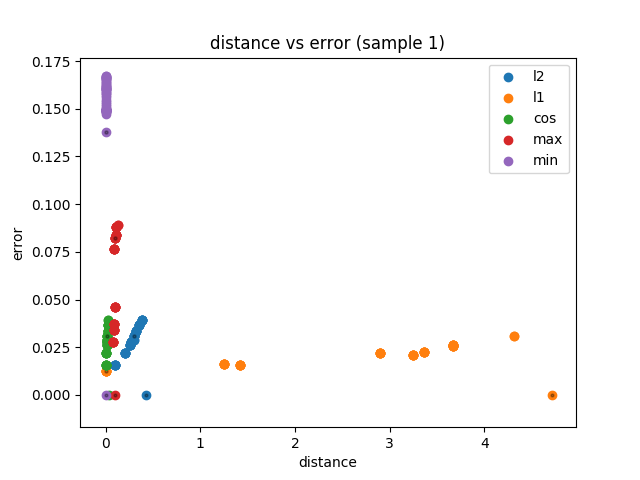 distance vs error (sample 1)
0.175
0.150
0.125
0.100
0.075
0.050
0.025
0.000
error
l2
l1
cos
max
min
0 1 2 3 4
distance